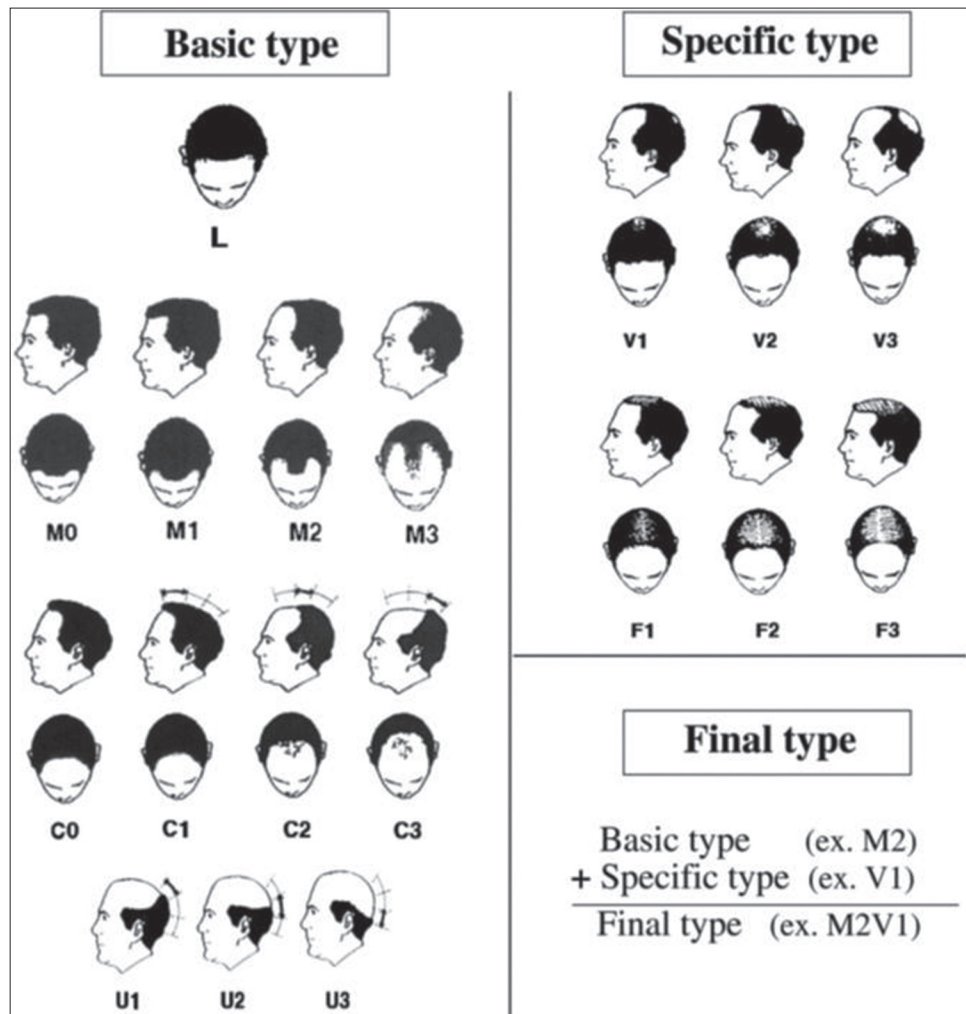 Basic type
L
M0 M1 M2 M3
C0 C1 C2 C3
U1 U2 U3
Specific type
V1 V2 V3
F1 F2 F3
Final type
Basic type (ex. M2)
+ Specific type (ex. V1)
Final type (ex. M2V1)